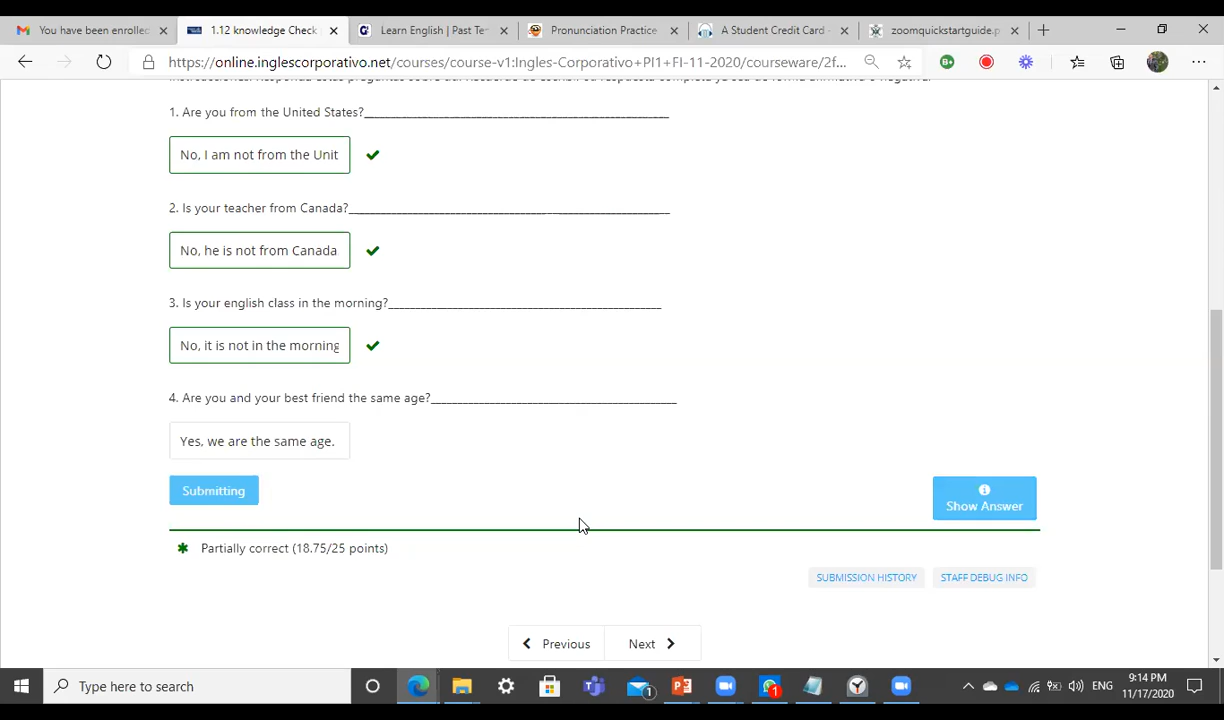 You have been enrolled
1.12 knowledge Check
Learn English | Past Te
Pronunciation Practice
A Student Credit Card -
zoomquickstartguide.p
https://online.inglescorporativo.net/courses/course-v1:Ingles-Corporativo+PI1+FI-11-2020/courseware/2f...
1. Are you from the United States?
No, I am not from the Unit
2. Is your teacher from Canada?
No, he is not from Canada
3. Is your english class in the morning?
No, it is not in the morning
4. Are you and your best friend the same age?
Yes, we are the same age.
Submitting
Show Answer
Partially correct (18.75/25 points)
SUBMISSION HISTORY
STAFF DEBUG INFO
Previous
Next
Type here to search
1
1
ENG
9:14 PM
11/17/2020